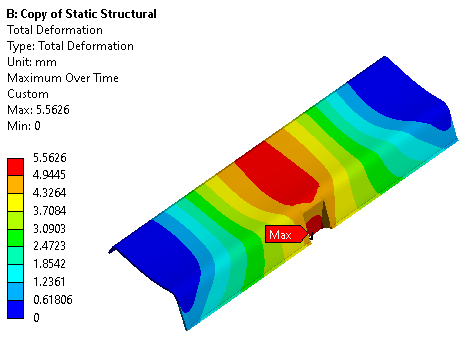 B: Copy of Static Structural
Total Deformation
Type: Total Deformation
Unit: mm
Maximum Over Time
Custom
Max: 5.5626
Min: 0
5.5626
4.9445
4.3264
3.7084
3.0903
2.4723
1.8542
1.2361
0.61806
0
Max